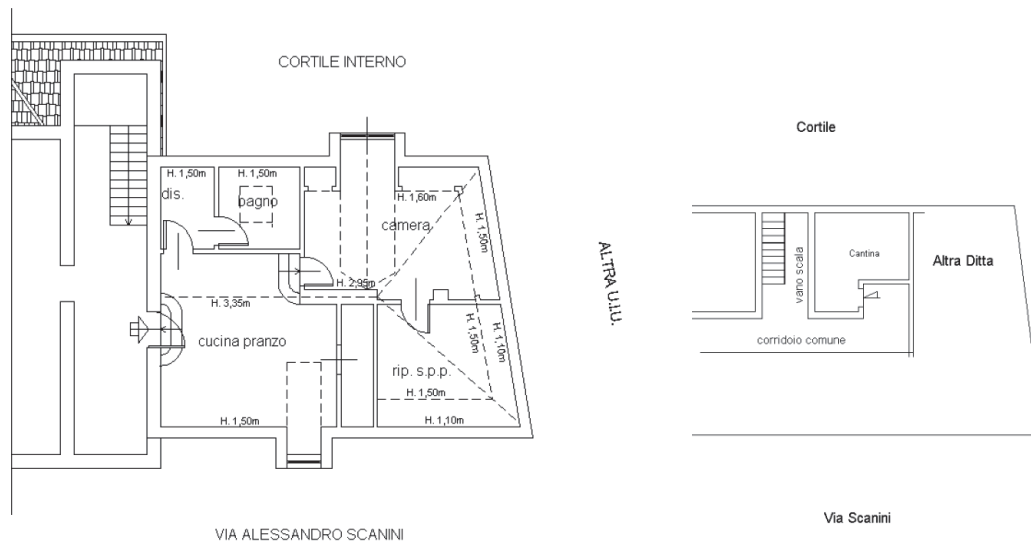 CORTILE INTERNO
H. 1,50m
H. 1,50m
dis.
bagno
H. 1,60m
camera
H. 1,50m
H. 2,95m
H. 3,35m
cucina pranzo
H. 1,50m
H. 1,10m
rip. s.p.p.
H. 1,50m
H. 1,50m
H. 1,10m
VIA ALESSANDRO SCANINI
ALTRA U.I.U.
Cortile
vano scala
Cantina
Altra Ditta
corridoio comune
Via Scanini